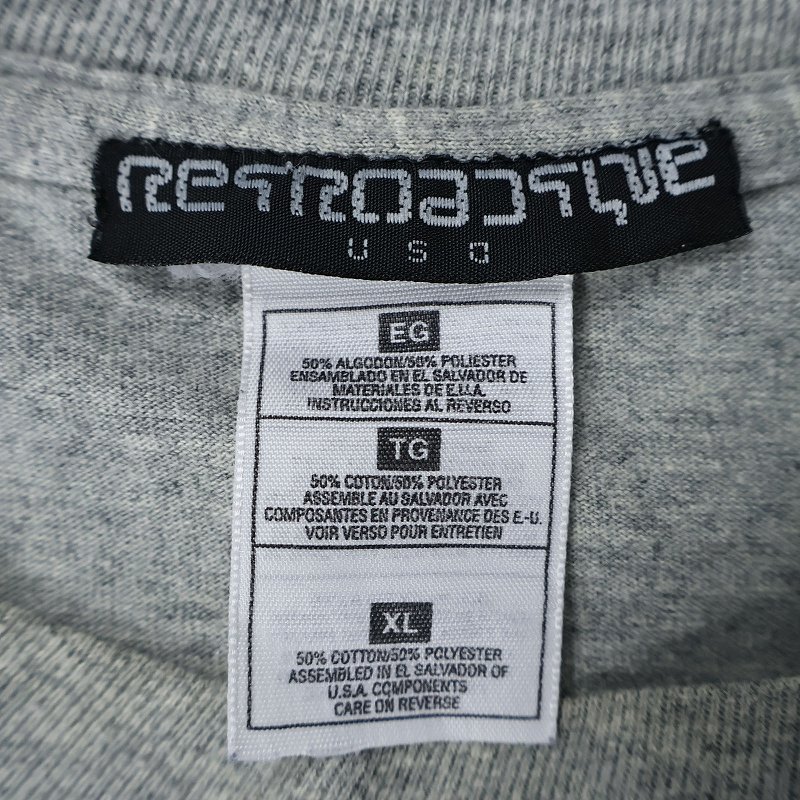 RETROACTIVE
USA
EG
50% ALGODON/50% POLIESTER
ENSAMBLADO EN EL SALVADOR DE
MATERIALES DE E.U.A.
INSTRUCCIONES AL REVERSO
TG
50% COTON/50% POLYESTER
ASSEMBLE AU SALVADOR AVEC
COMPOSANTES EN PROVENANCE DES E.-U.
VOIR VERSO POUR ENTRETIEN
XL
50% COTTON/50% POLYESTER
ASSEMBLED IN EL SALVADOR OF
U.S.A. COMPONENTS
CARE ON REVERSE